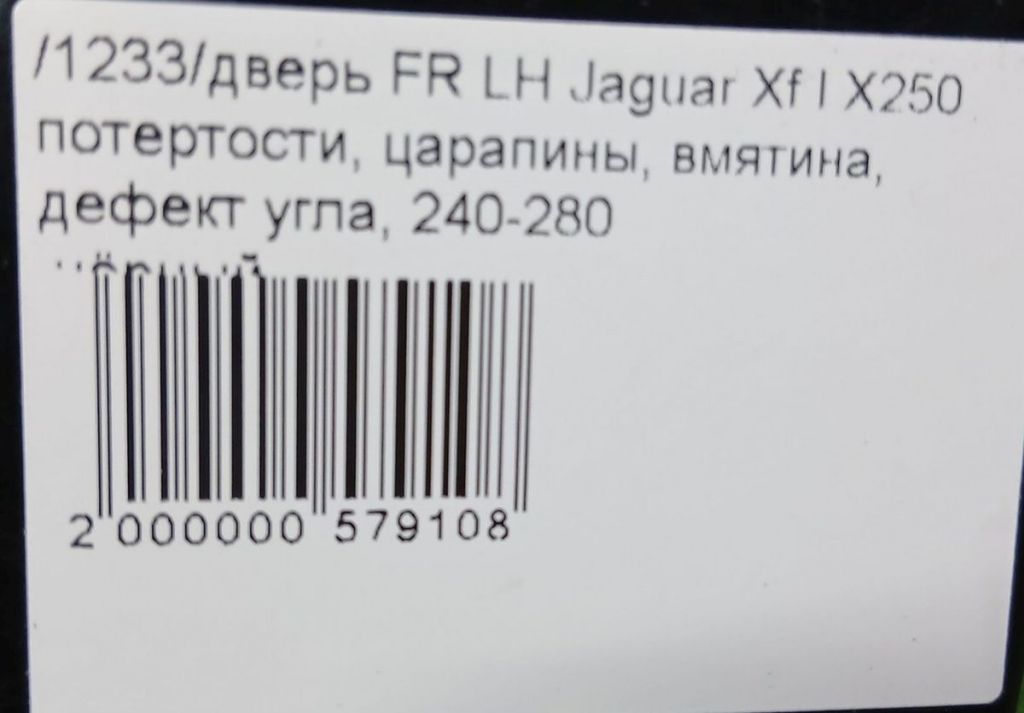 /1233/дверь FR LH Jaguar Xf I X250
потертости, царапины, вмятина,
дефект угла, 240-280
2 000000 579108